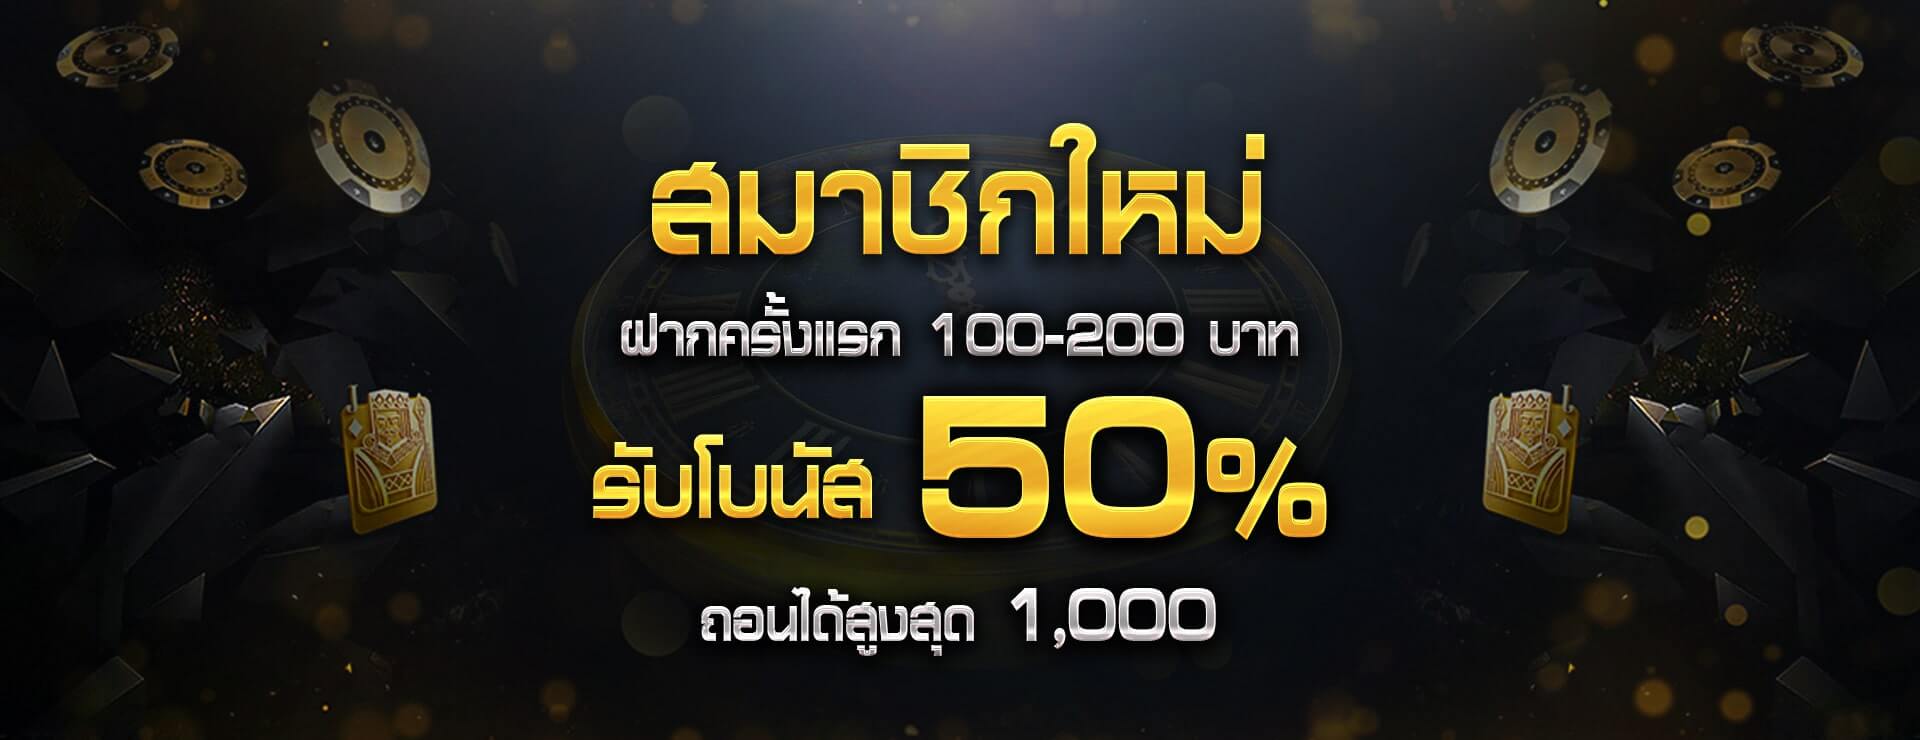 สมาชิกใหม่
ฝากครั้งแรก 100-200 บาท
รับโบนัส 50%
ถอนได้สูงสุด 1,000